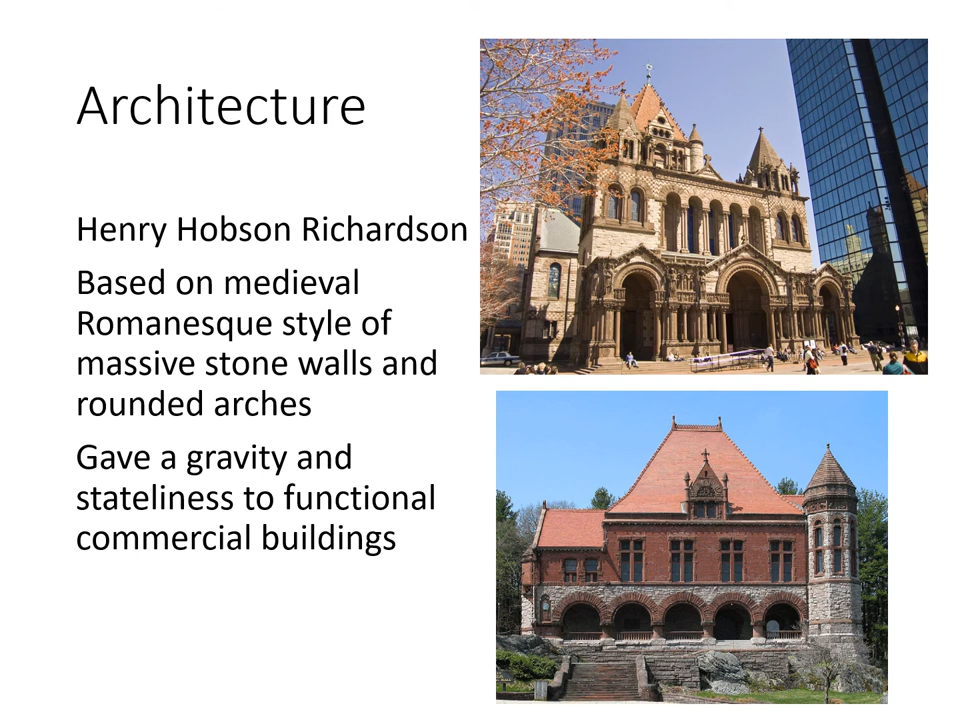 Architecture
Henry Hobson Richardson
Based on medieval
Romanesque style of
massive stone walls and
rounded arches
Gave a gravity and
stateliness to functional
commercial buildings